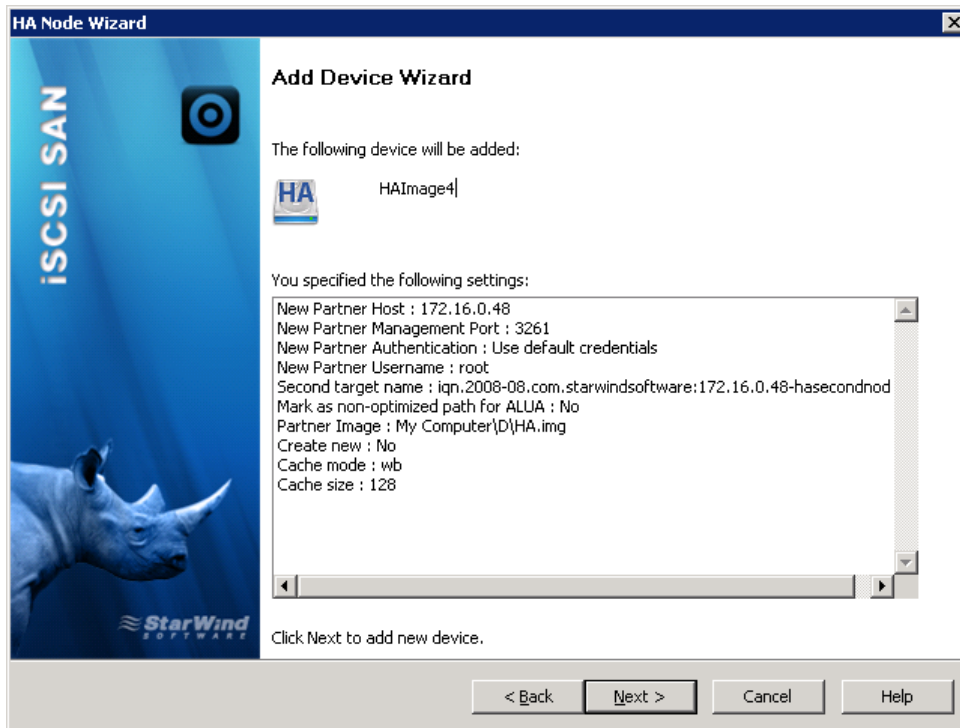 HA Node Wizard
iSCSI SAN
Add Device Wizard
The following device will be added:
HA
HAImage4
You specified the following settings:
New Partner Host : 172.16.0.48
New Partner Management Port : 3261
New Partner Authentication : Use default credentials
New Partner Username : root
Second target name : iqn.2008-08.com.starwindsoftware:172.16.0.48-hasecondnod
Mark as non-optimized path for ALUA : No
Partner Image : My Computer\D\HA.img
Create new : No
Cache mode : wb
Cache size : 128
StarWind
SOFTWARE
Click Next to add new device.
< Back
Next >
Cancel
Help